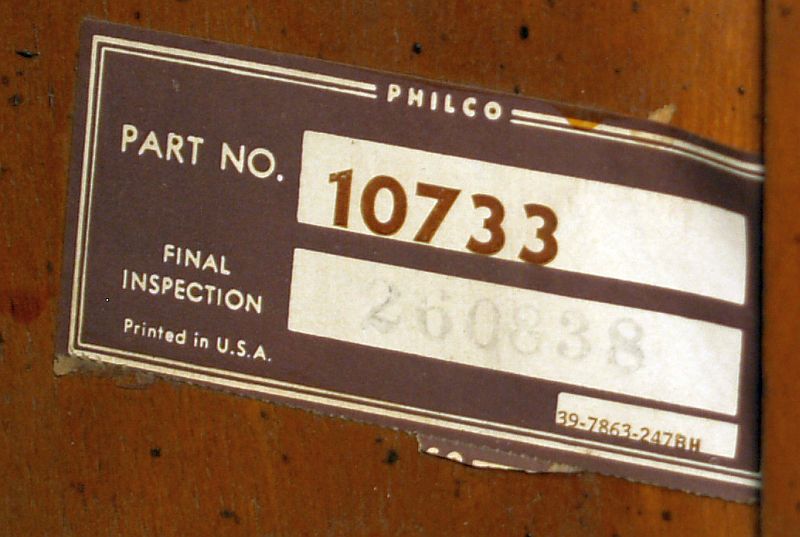 PHILCO
PART NO. 10733
FINAL
INSPECTION
260838
Printed in U.S.A.
39-7863-247BH